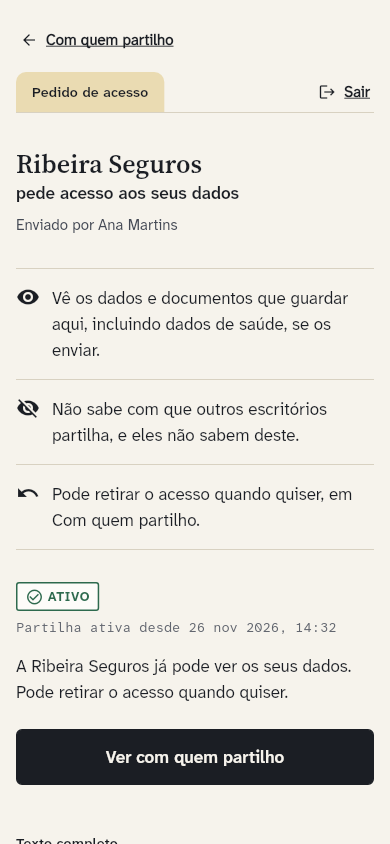 Com quem partilho
Pedido de acesso
Sair
Ribeira Seguros
pede acesso aos seus dados
Enviado por Ana Martins
Vê os dados e documentos que guardar
aqui, incluindo dados de saúde, se os
enviar.
Não sabe com que outros escritórios
partilha, e eles não sabem deste.
Pode retirar o acesso quando quiser, em
Com quem partilho.
ATIVO
Partilha ativa desde 26 nov 2026, 14:32
A Ribeira Seguros já pode ver os seus dados.
Pode retirar o acesso quando quiser.
Ver com quem partilho
Texto completo